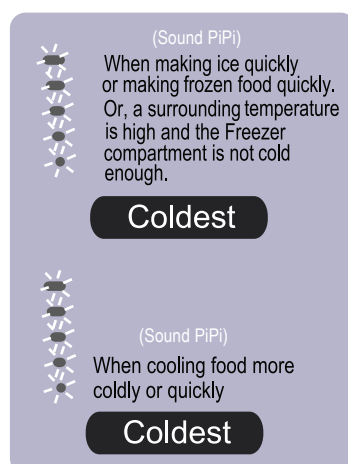 (Sound PiPi)
When making ice quickly
or making frozen food quickly.
Or, a surrounding temperature
is high and the Freezer
compartment is not cold
enough.
Coldest
(Sound PiPi)
When cooling food more
coldly or quickly
Coldest